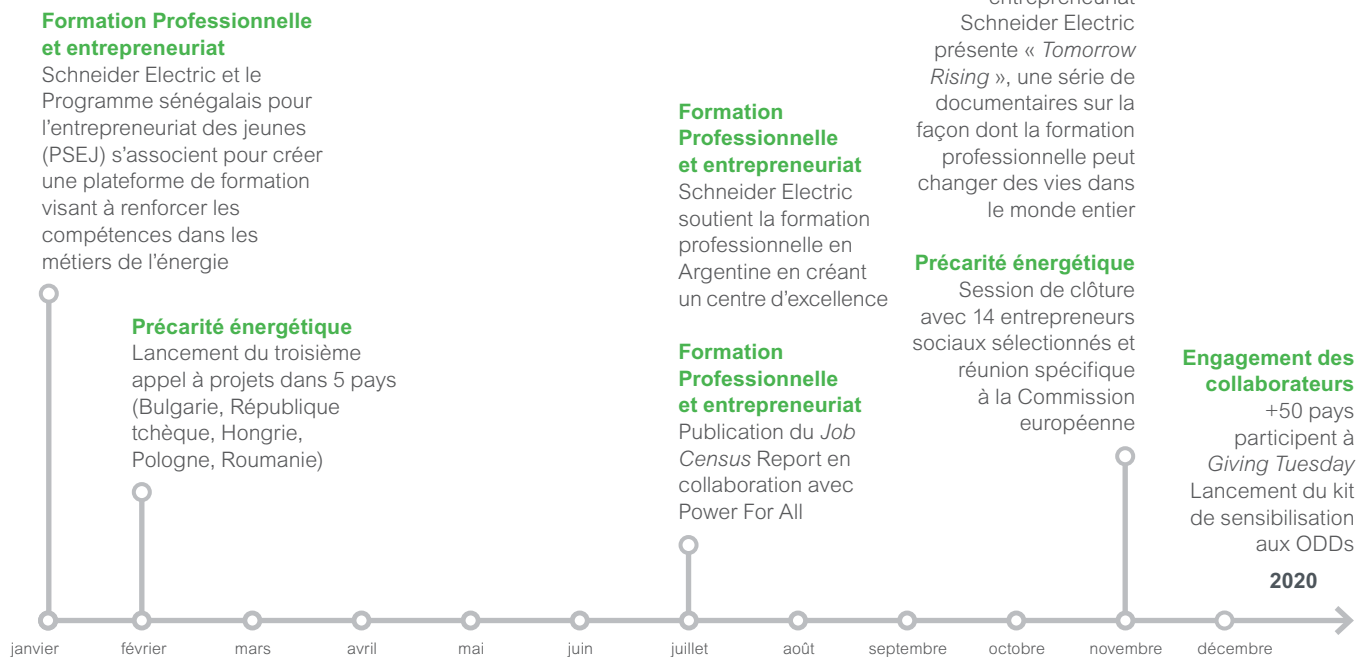 Formation Professionnelle
et entrepreneuriat
Schneider Electric et le
Programme sénégalais pour
l’entrepreneuriat des jeunes
(PSEJ) s’associent pour créer
une plateforme de formation
visant à renforcer les
compétences dans les
métiers de l’énergie
Précarité énergétique
Lancement du troisième
appel à projets dans 5 pays
(Bulgarie, République
tchèque, Hongrie,
Pologne, Roumanie)
Formation
Professionnelle
et entrepreneuriat
Schneider Electric
soutient la formation
professionnelle en
Argentine en créant
un centre d’excellence
Formation
Professionnelle
et entrepreneuriat
Publication du Job
Census Report en
collaboration avec
Power For All
entrepreneuriat
Schneider Electric
présente « Tomorrow
Rising », une série de
documentaires sur la
façon dont la formation
professionnelle peut
changer des vies dans
le monde entier
Précarité énergétique
Session de clôture
avec 14 entrepreneurs
sociaux sélectionnés et
réunion spécifique
à la Commission
européenne
Engagement des
collaborateurs
+50 pays
participent à
Giving Tuesday
Lancement du kit
de sensibilisation
aux ODDs
2020
janvier février mars avril mai juin juillet août septembre octobre novembre décembre